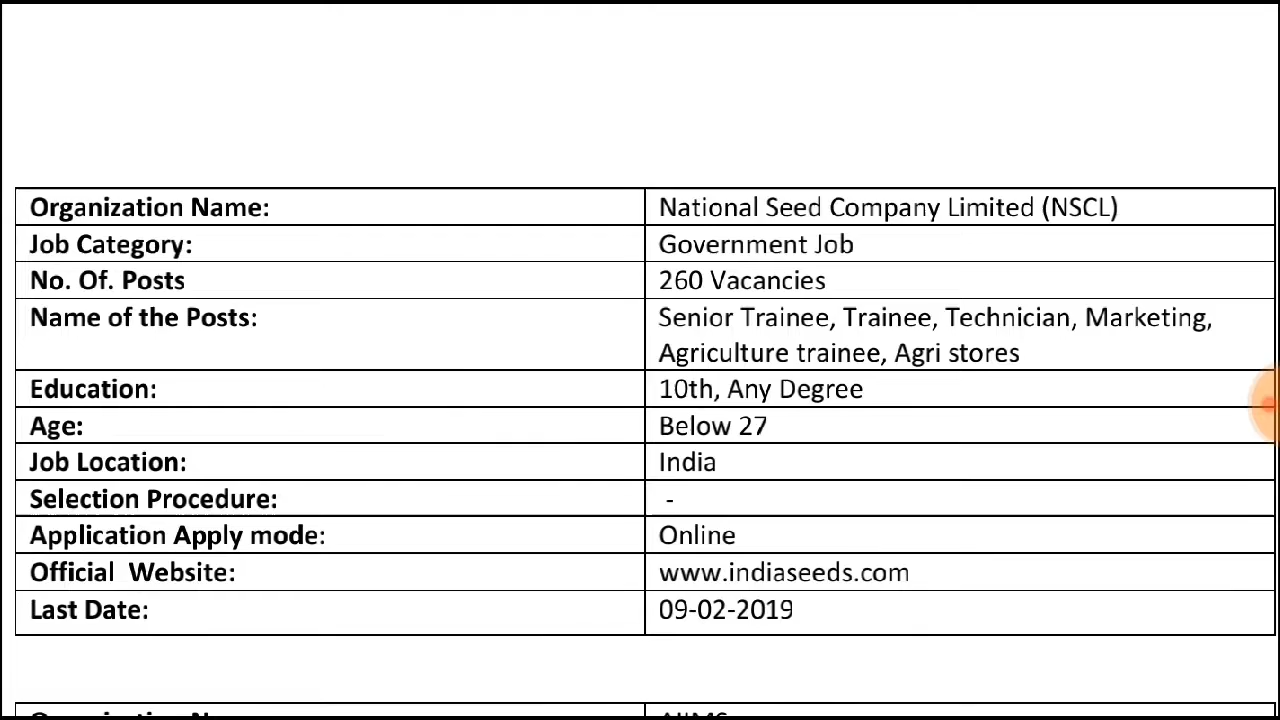 Organization Name: National Seed Company Limited (NSCL)
Job Category: Government Job
No. Of. Posts 260 Vacancies
Name of the Posts: Senior Trainee, Trainee, Technician, Marketing,
Agriculture trainee, Agri stores
Education: 10th, Any Degree
Age: Below 27
Job Location: India
Selection Procedure: -
Application Apply mode: Online
Official Website: www.indiaseeds.com
Last Date: 09-02-2019